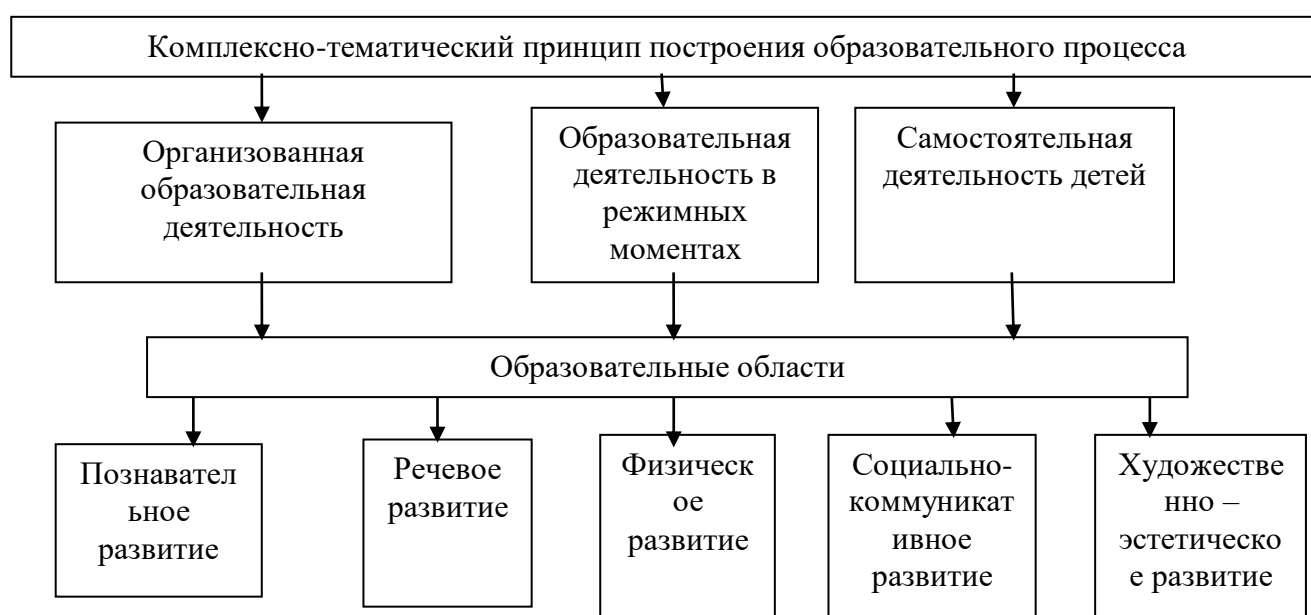 Комплексно-тематический принцип построения образовательного процесса
Организованная
образовательная
деятельность
Образовательная
деятельность в
режимных
моментах
Самостоятельная
деятельность детей
Образовательные области
Познавател
ьное
развитие
Речевое
развитие
Физическ
ое
развитие
Социально-
коммуникат
ивное
развитие
Художестве
нно –
эстетическо
е развитие